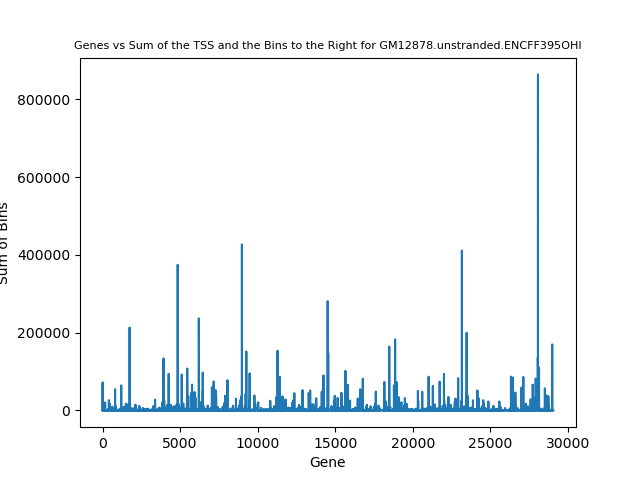 Genes vs Sum of the TSS and the Bins to the Right for GM12878.unstranded.ENCFF395OHI
Sum of Bins
800000
600000
400000
200000
0
0 5000 10000 15000 20000 25000 30000
Gene